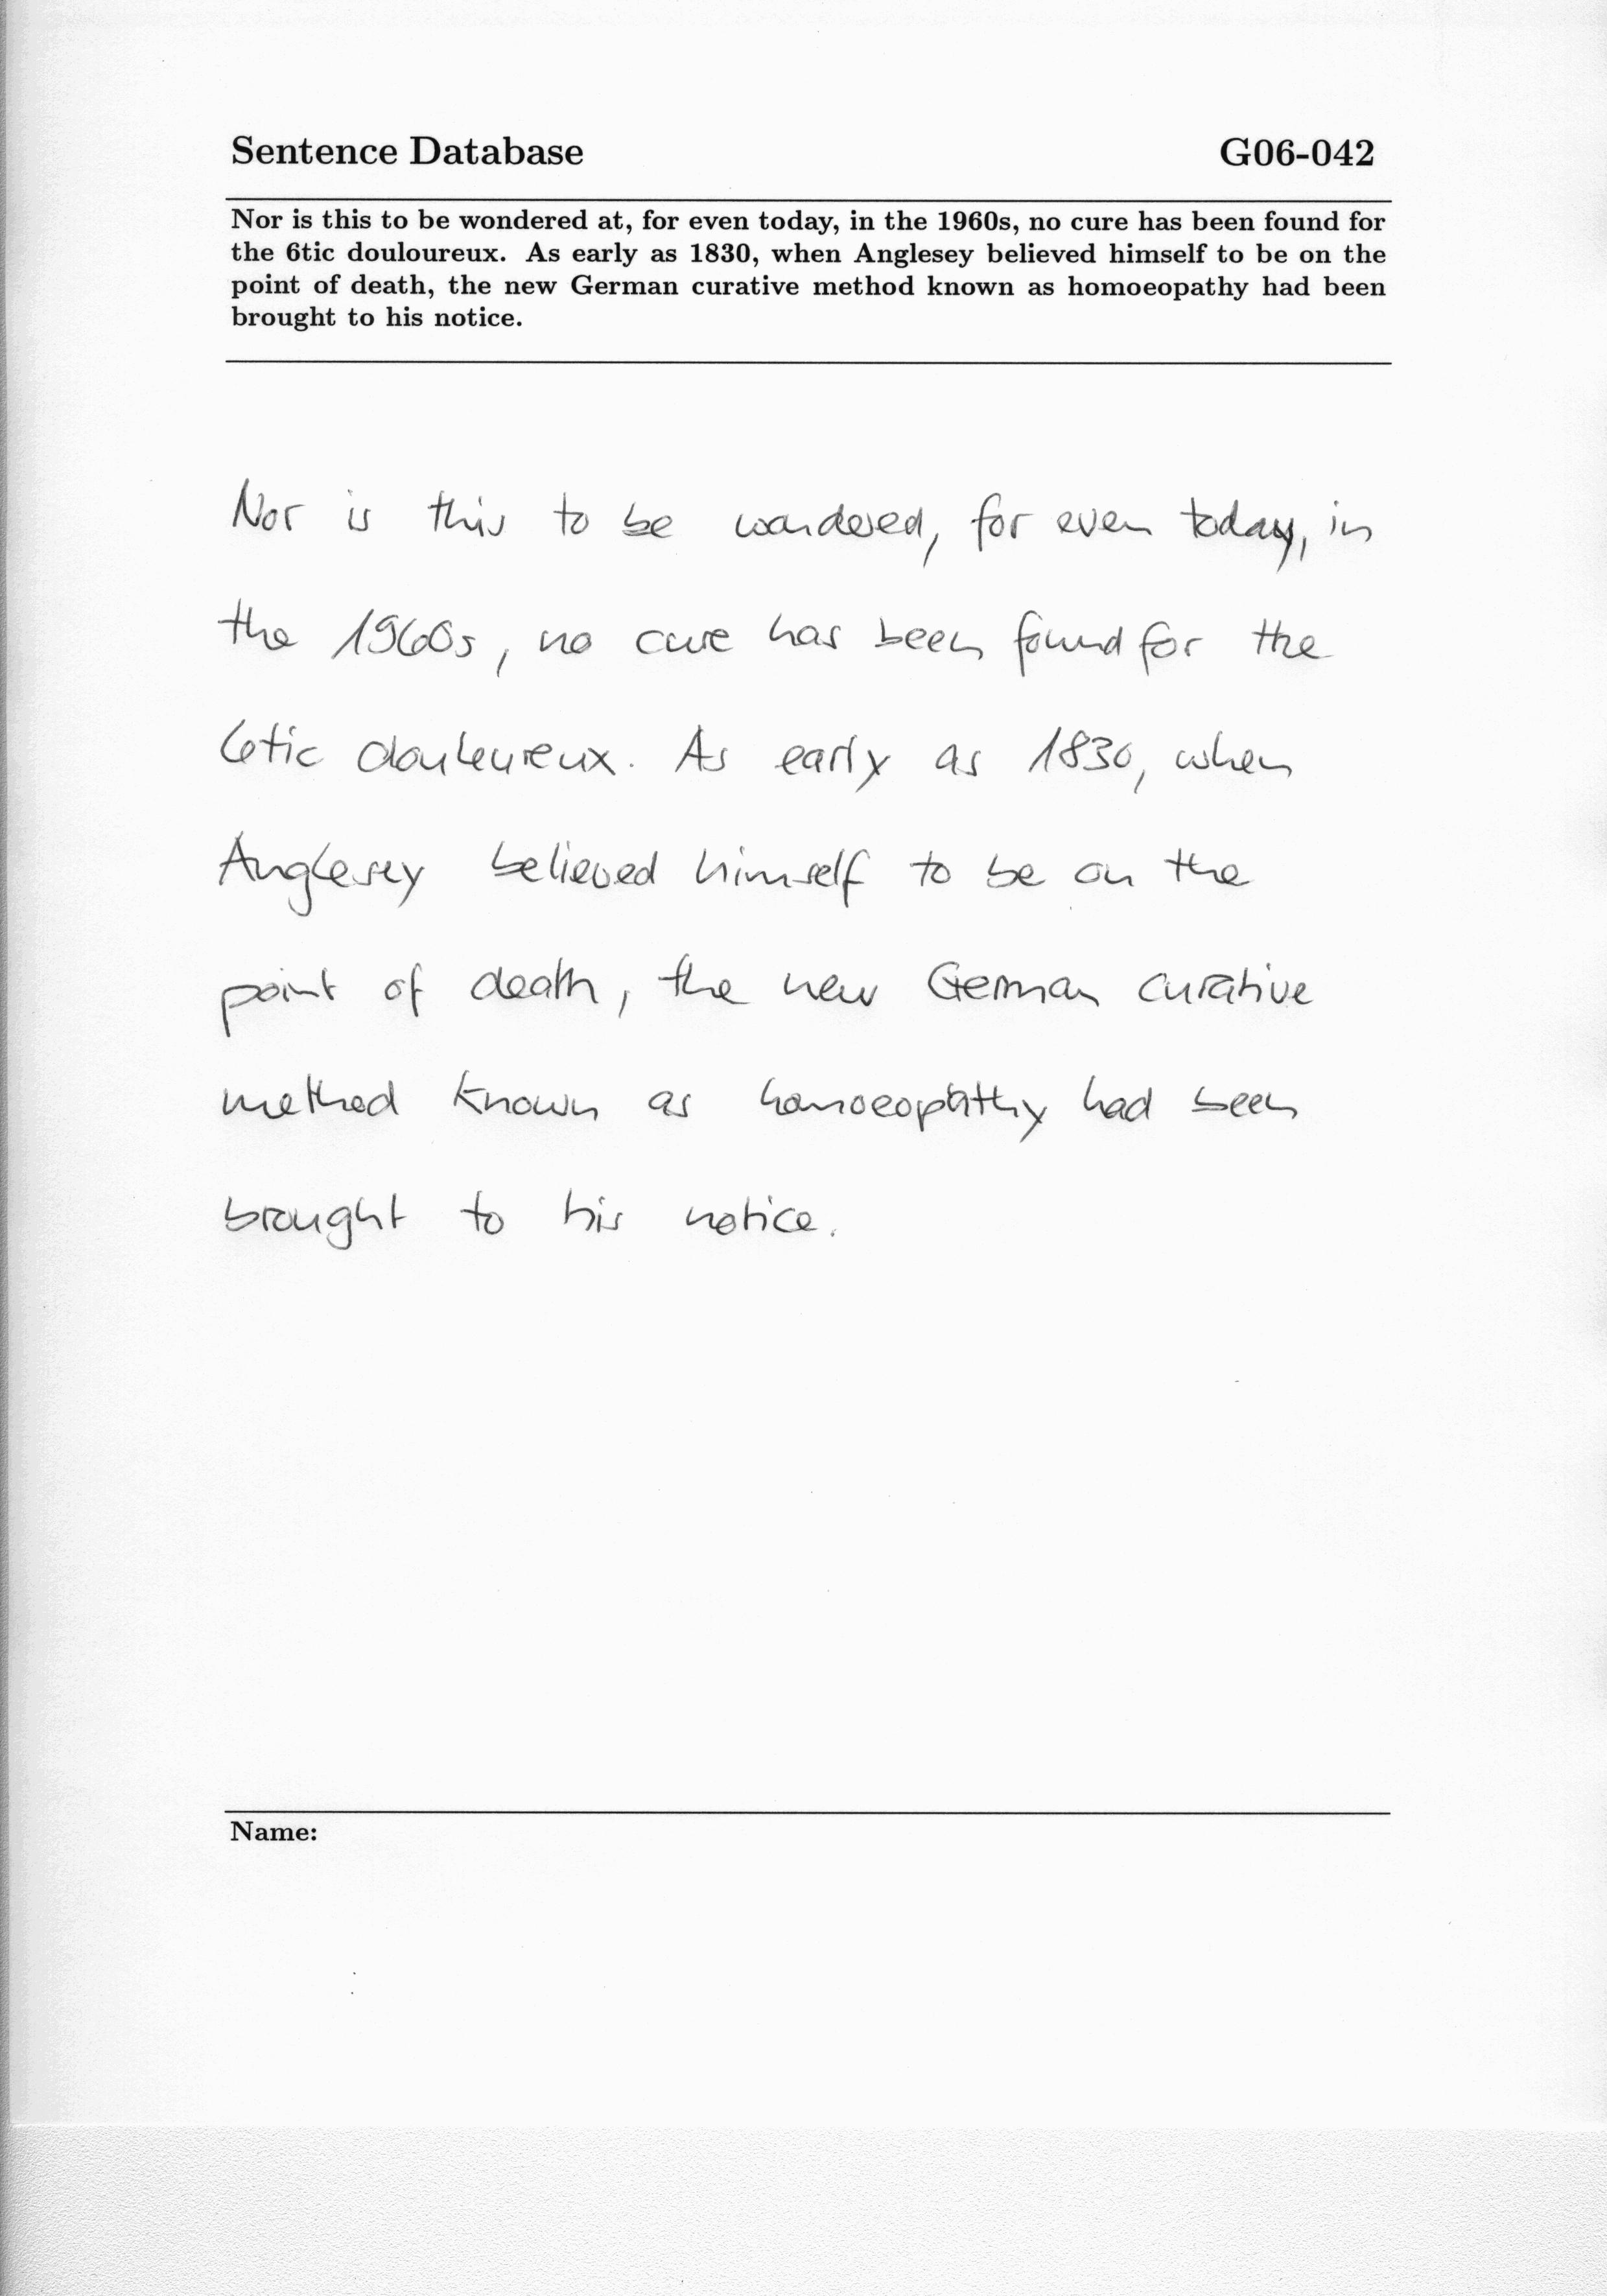 Sentence Database G06-042
Nor is this to be wondered at, for even today, in the 1960s, no cure has been found for
the 6tic douloureux. As early as 1830, when Anglesey believed himself to be on the
point of death, the new German curative method known as homoeopathy had been
brought to his notice.
Nor is this to be wondered, for even today, in
the 1960s, no cure has been found for the
6tic douleureux. As early as 1830, when
Anglesey believed himself to be on the
point of death, the new German curative
method known as homoeopathy had been
brought to his notice.
Name: